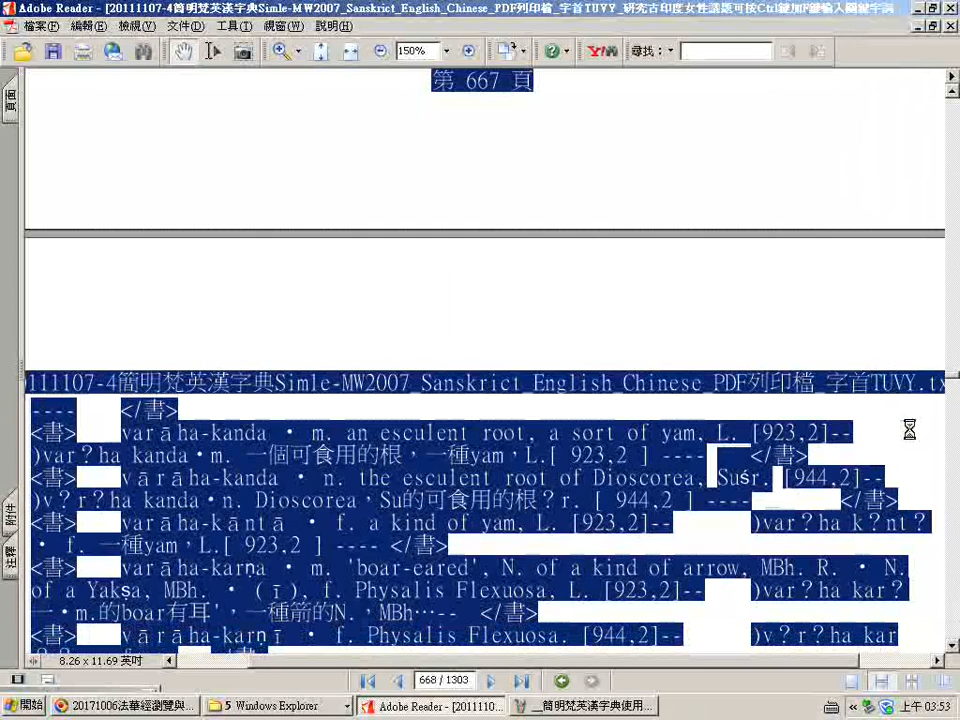 Adobe Reader - [20111107-4簡明梵英漢字典Simle-MW2007_Sanskrict_English_Chinese_PDF列印檔_字首TUVY_研究古印度女性議題可按Ctrl鍵加F鍵輸入關鍵字詞
檔案(F) 編輯(E) 檢視(V) 文件(D) 工具(T) 視窗(W) 說明(H)
150% Y! 尋找:
頁面
第 667 頁
111107-4簡明梵英漢字典Simle-MW2007_Sanskrict_English_Chinese_PDF列印檔_字首TUVY.tx
---- </書>
<書> varāha-kanda • m. an esculent root, a sort of yam, L. [923,2]--
)var？ha kanda•m. 一個可食用的根，一種yam，L.[ 923,2 ] ---- </書>
<書> vārāha-kanda • n. the esculent root of Dioscorea, Suśr. [944,2]--
)v？r？ha kanda•n. Dioscorea，Su的可食用的根？r. [ 944,2] ---- </書>
<書> varāha-kāntā • f. a kind of yam, L. [923,2]-- )var？ha k？nt？
• f. 一種yam，L.[ 923,2 ] ---- </書>
<書> varāha-karṇa • m. 'boar-eared', N. of a kind of arrow, MBh. R. • N.
of a Yakṣa, MBh. • (ī), f. Physalis Flexuosa, L. [923,2]-- )var？ha kar？
一•m.的boar有耳'，一種箭的N.，MBh…-- </書>
<書> vārāha-karṇī • f. Physalis Flexuosa. [944,2]-- )v？r？ha kar
附件
注釋
8.26 x 11.69 英吋
668 / 1303
開始 20171006法華經瀏覽與... 5 Windows Explorer Adobe Reader - [2011110... __簡明梵英漢字典使用... 上午 03:53